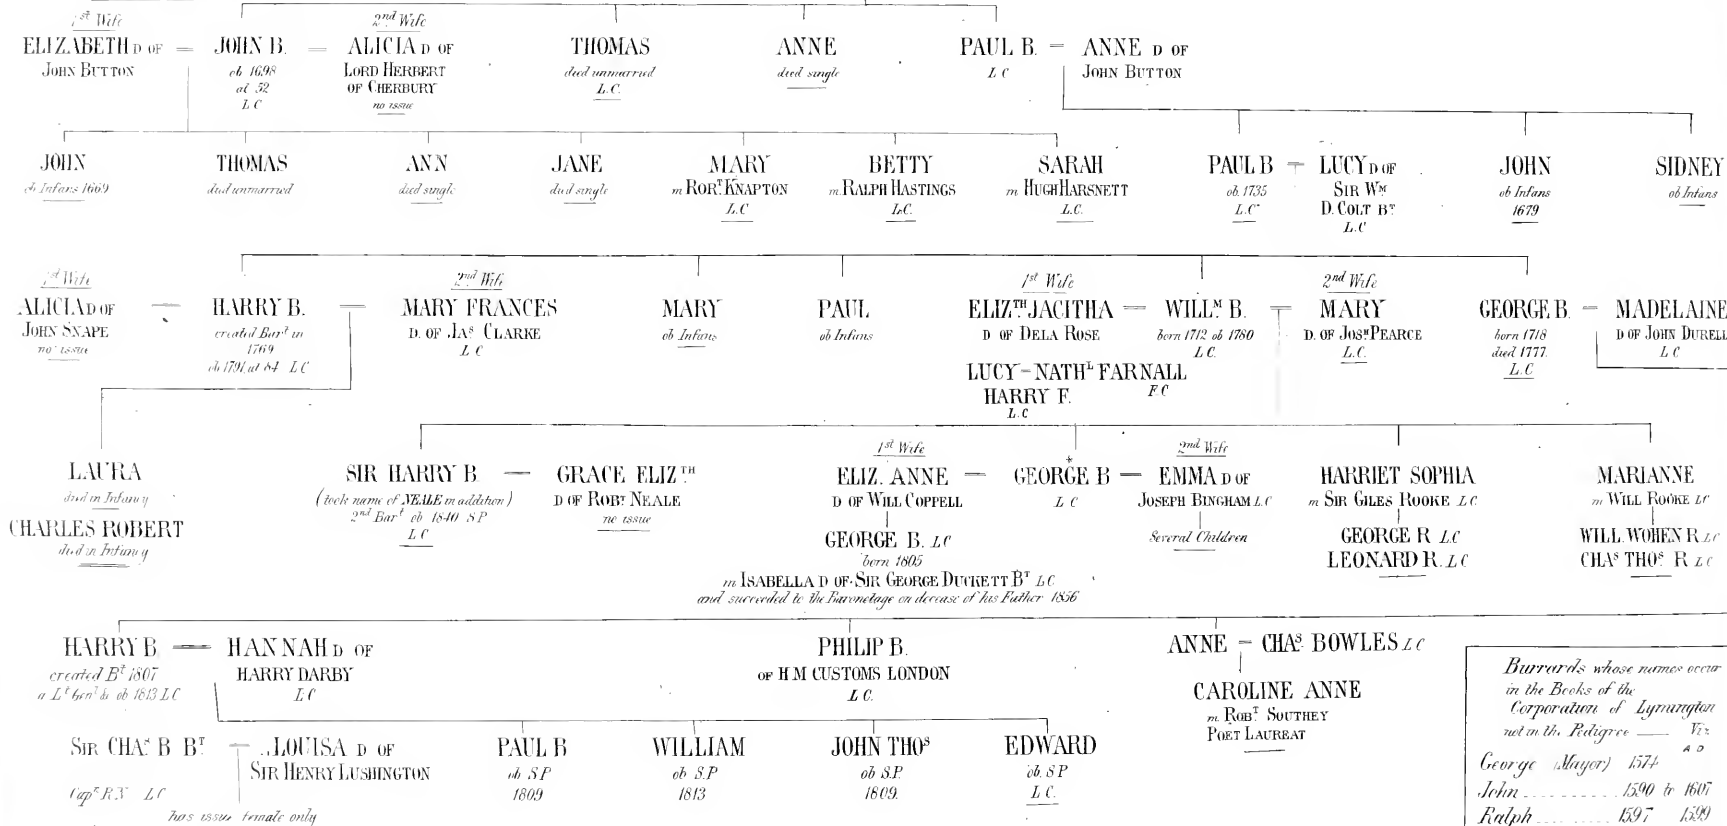 1st Wife
ELIZABETH D OF
JOHN BUTTON
JOHN B.
ob 1698
at 52
L C
2nd Wife
ALICIA D OF
LORD HERBERT
OF CHERBURY
no issue
THOMAS
died unmarried
L.C.
ANNE
died single
PAUL B.
L C
ANNE D OF
JOHN BUTTON
JOHN
ob Infans 1669
THOMAS
died unmarried
ANN
died single
JANE
died single
MARY
m ROBT KNAPTON
L.C
BETTY
m RALPH HASTINGS
L.C.
SARAH
m HUGH HARSNETT
L.C.
PAUL B
ob. 1735
L.C
LUCY D OF
SIR WM
D. COLT BT
L.C
JOHN
ob Infans
1679
SIDNEY
ob Infans
1st Wife
ALICIA D OF
JOHN SNAPE
no issue
HARRY B.
created Bart in
1769
ob 1791 at 84 L C
2nd Wife
MARY FRANCES
D. OF JAS CLARKE
L C
MARY
ob Infans
PAUL
ob Infans
1st Wife
ELIZTH JACITHA
D OF DELA ROSE
WILLM B.
born 1712 ob 1780
L.C.
2nd Wife
MARY
D. OF JOSH PEARCE
L.C.
GEORGE B.
born 1718
died 1777.
L.C
MADELAINE
D OF JOHN DURELL
L C
LUCY = NATHL FARNALL
F.C
HARRY F.
L.C
LAURA
died in Infancy
CHARLES ROBERT
died in Infancy
SIR HARRY B.
(took name of NEALE in addition)
2nd Bart ob 1840 S P
L C
GRACE ELIZTH
D OF ROBT NEALE
no issue
1st Wife
ELIZ. ANNE
D OF WILL COPPELL
GEORGE B
L C
2nd Wife
EMMA D OF
JOSEPH BINGHAM L C
Several Children
HARRIET SOPHIA
m SIR GILES ROOKE L C
GEORGE R L C
LEONARD R. L C
MARIANNE
m WILL ROOKE L C
WILL. WOHEN R. L C
CHAS THOS R L C
GEORGE B. L C
born 1805
m ISABELLA D OF SIR GEORGE DUCKETT BT L C
and succeeded to the Baronetage on decease of his Father 1856
HARRY B.
created Bt 1807
a Lt Genl & ob 1813 L C
HANNAH D OF
HARRY DARBY
L C
PHILIP B.
OF H M CUSTOMS LONDON
L C.
ANNE = CHAS BOWLES L C
CAROLINE ANNE
m ROBT SOUTHEY
POET LAUREAT
SIR CHAS B BT
Capt R N L C
LOUISA D OF
SIR HENRY LUSHINGTON
has issue female only
PAUL B
ob S P
1809
WILLIAM
ob S.P
1813
JOHN THOS
ob S.P.
1809.
EDWARD
ob. S P
L C.
Burrards whose names occur
in the Books of the
Corporation of Lymington
not in the Pedigree — Viz
A D
George (Mayor) 1574
John .......... 1590 to 1607
Ralph ........ 1597 1599